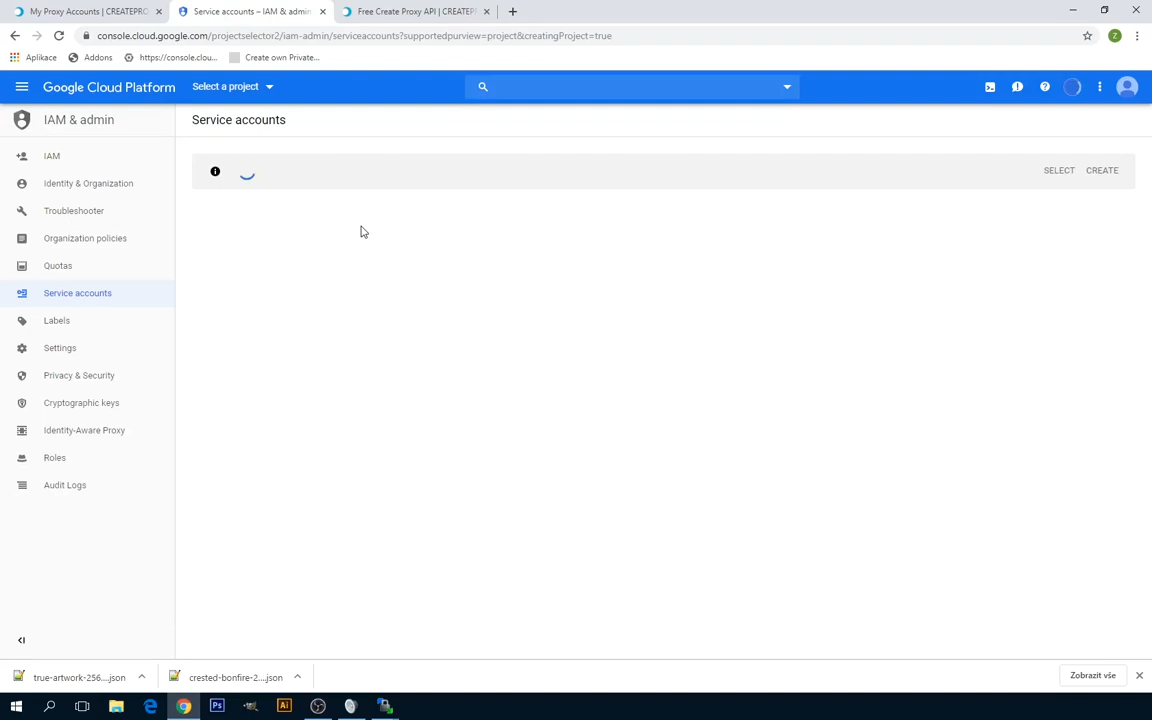 My Proxy Accounts | CREATEPRO
Service accounts – IAM & admin
Free Create Proxy API | CREATEPR
console.cloud.google.com/projectselector2/iam-admin/serviceaccounts?supportedpurview=project&creatingProject=true
Z
Aplikace
Addons
https://console.clou...
Create own Private...
Google Cloud Platform
Select a project
IAM & admin
Service accounts
SELECT
CREATE
IAM
Identity & Organization
Troubleshooter
Organization policies
Quotas
Service accounts
Labels
Settings
Privacy & Security
Cryptographic keys
Identity-Aware Proxy
Roles
Audit Logs
true-artwork-256....json
crested-bonfire-2....json
Zobrazit vše
Ps
Ai